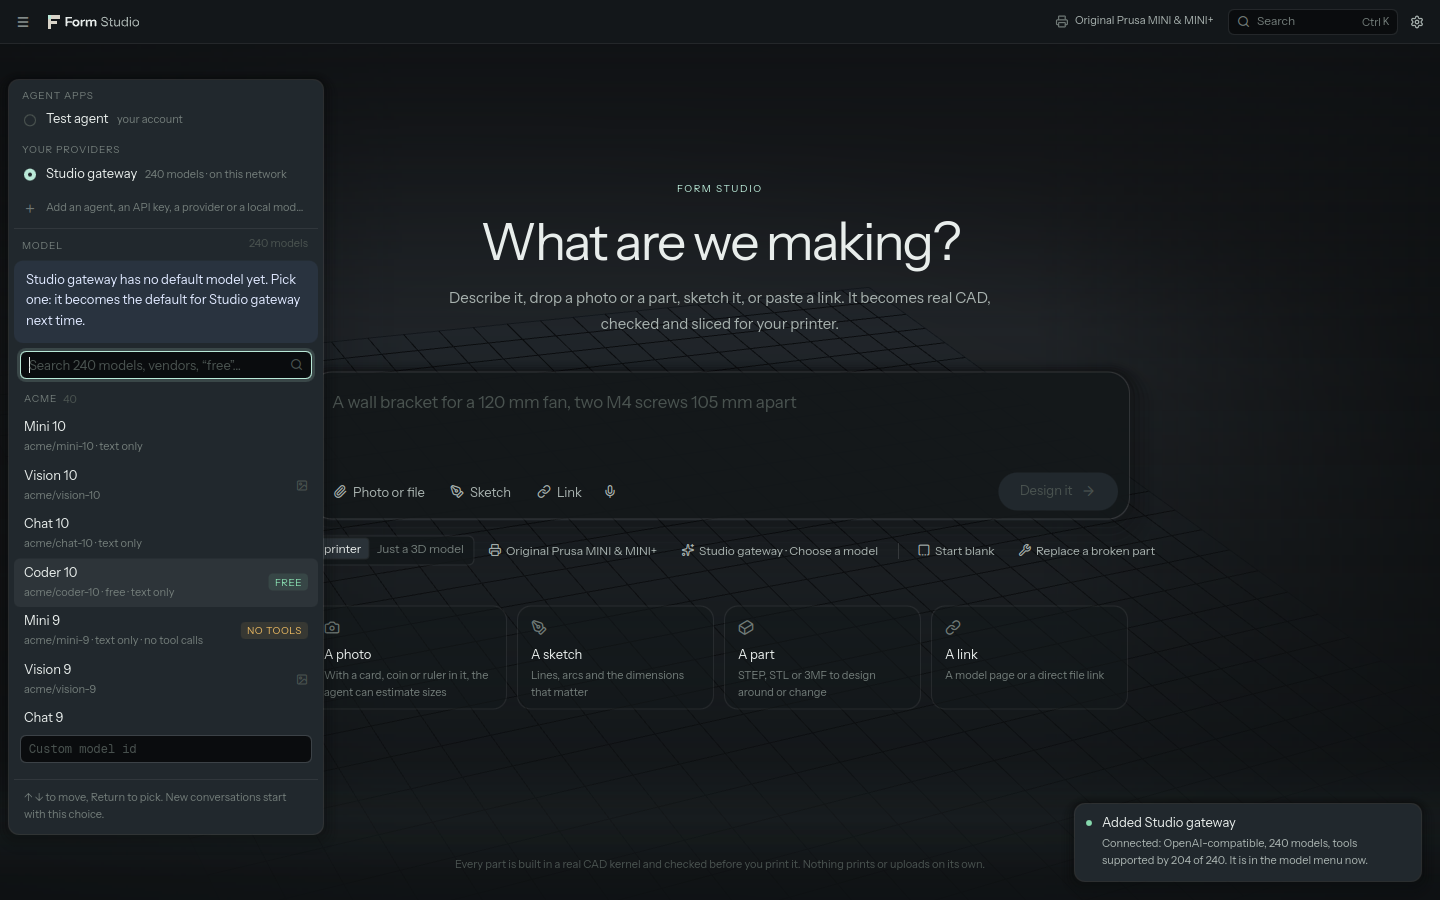 Form Studio
Original Prusa MINI & MINI+
Search
Ctrl K
AGENT APPS
Test agent your account
YOUR PROVIDERS
Studio gateway 240 models · on this network
+ Add an agent, an API key, a provider or a local mod...
MODEL 240 models
Studio gateway has no default model yet. Pick
one: it becomes the default for Studio gateway
next time.
Search 240 models, vendors, “free”...
ACME 40
Mini 10
acme/mini-10 · text only
Vision 10
acme/vision-10
Chat 10
acme/chat-10 · text only
Coder 10
acme/coder-10 · free · text only
FREE
Mini 9
acme/mini-9 · text only · no tool calls
NO TOOLS
Vision 9
acme/vision-9
Chat 9
Custom model id
↑ ↓ to move, Return to pick. New conversations start
with this choice.
FORM STUDIO
What are we making?
Describe it, drop a photo or a part, sketch it, or paste a link. It becomes real CAD,
checked and sliced for your printer.
A wall bracket for a 120 mm fan, two M4 screws 105 mm apart
Photo or file
Sketch
Link
Design it
printer
Just a 3D model
Original Prusa MINI & MINI+
Studio gateway · Choose a model
Start blank
Replace a broken part
A photo
With a card, coin or ruler in it, the
agent can estimate sizes
A sketch
Lines, arcs and the dimensions
that matter
A part
STEP, STL or 3MF to design
around or change
A link
A model page or a direct file link
Every part is built in a real CAD kernel and checked before you print it. Nothing prints or uploads on its own.
Added Studio gateway
Connected: OpenAI-compatible, 240 models, tools
supported by 204 of 240. It is in the model menu now.